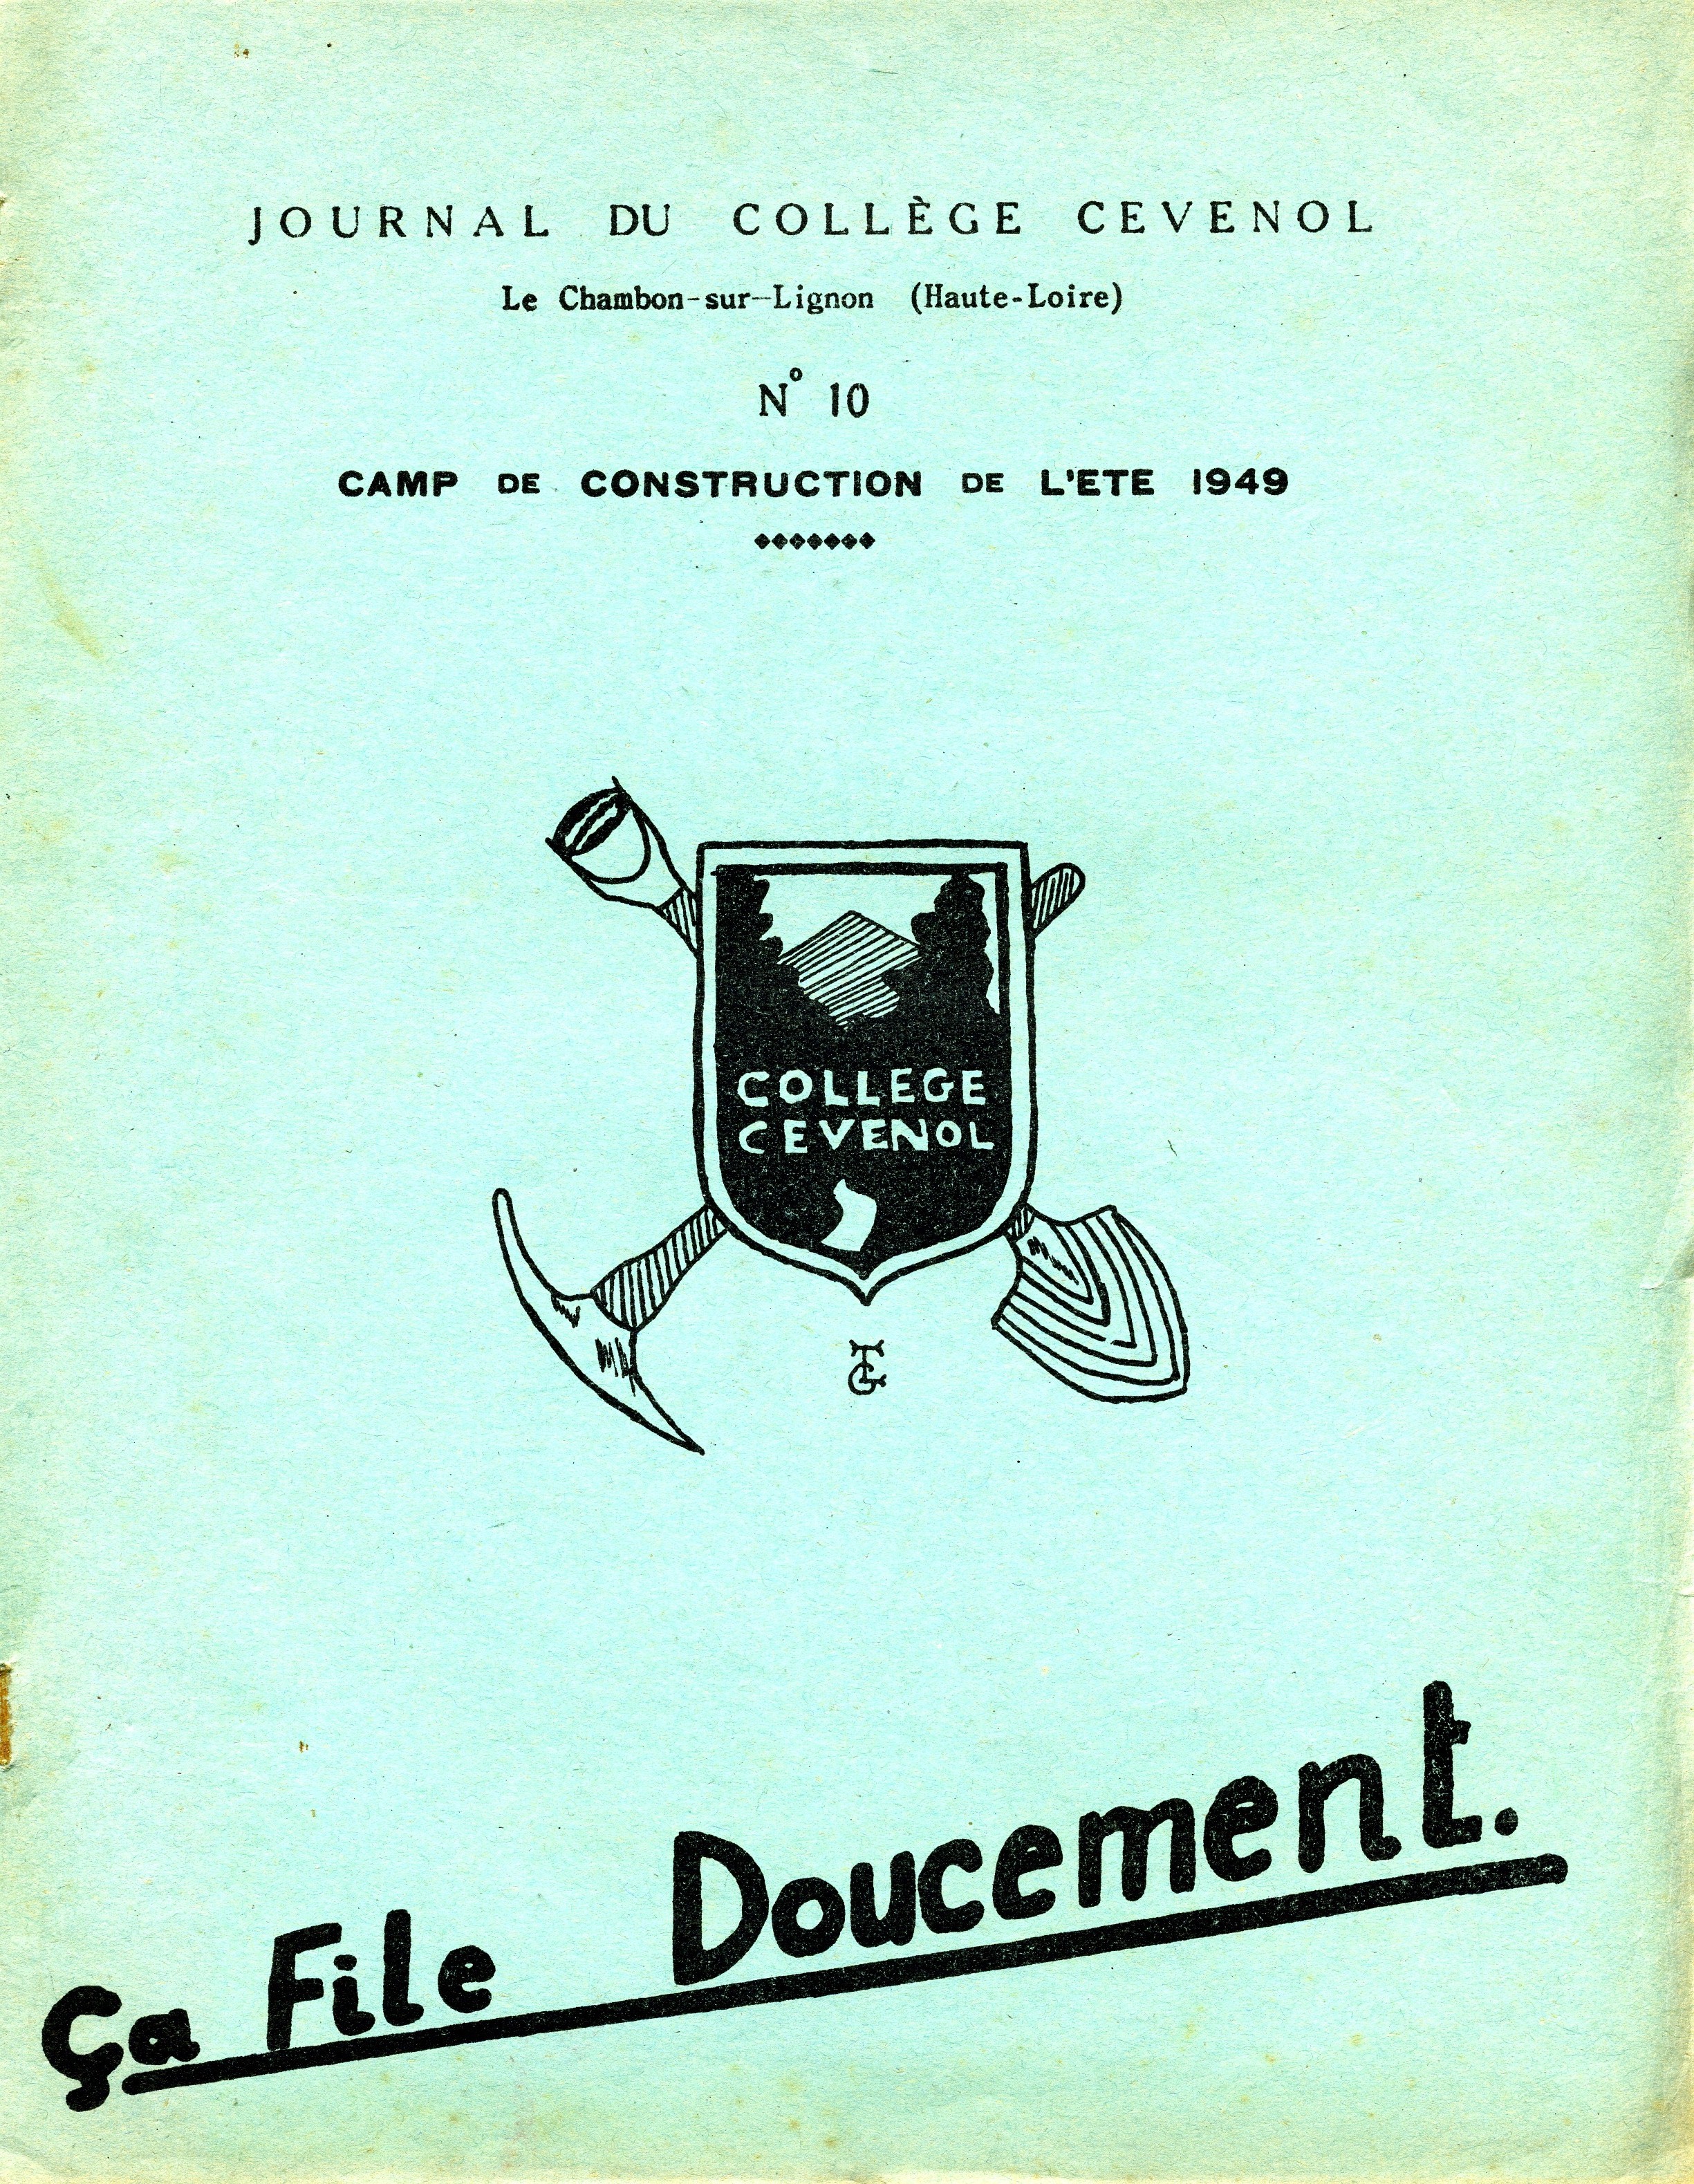 JOURNAL DU COLLÈGE CEVENOL
Le Chambon-sur-Lignon (Haute-Loire)
N° 10
CAMP DE CONSTRUCTION DE L'ETE 1949
COLLEGE
CEVENOL
Ça File Doucement.